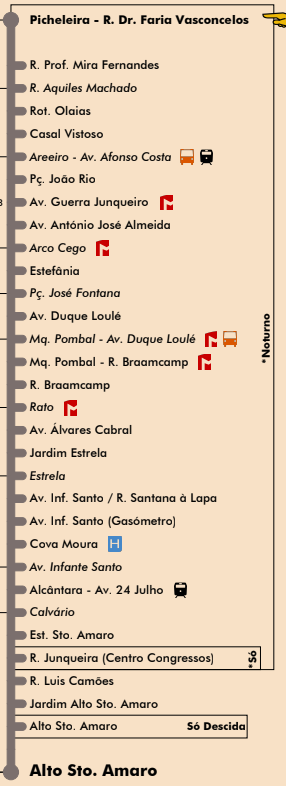 Picheleira - R. Dr. Faria Vasconcelos
R. Prof. Mira Fernandes
R. Aquiles Machado
Rot. Olaias
Casal Vistoso
Areeiro - Av. Afonso Costa
Pç. João Rio
Av. Guerra Junqueiro
Av. António José Almeida
Arco Cego
Estefânia
Pç. José Fontana
Av. Duque Loulé
Mq. Pombal - Av. Duque Loulé
*Noturno
Mq. Pombal - R. Braamcamp
R. Braamcamp
Rato
Av. Álvares Cabral
Jardim Estrela
Estrela
Av. Inf. Santo / R. Santana à Lapa
Av. Inf. Santo (Gasómetro)
Cova Moura H
Av. Infante Santo
Alcântara - Av. 24 Julho
Calvário
Est. Sto. Amaro
R. Junqueira (Centro Congressos) *Só
R. Luis Camões
Jardim Alto Sto. Amaro
Alto Sto. Amaro Só Descida
Alto Sto. Amaro